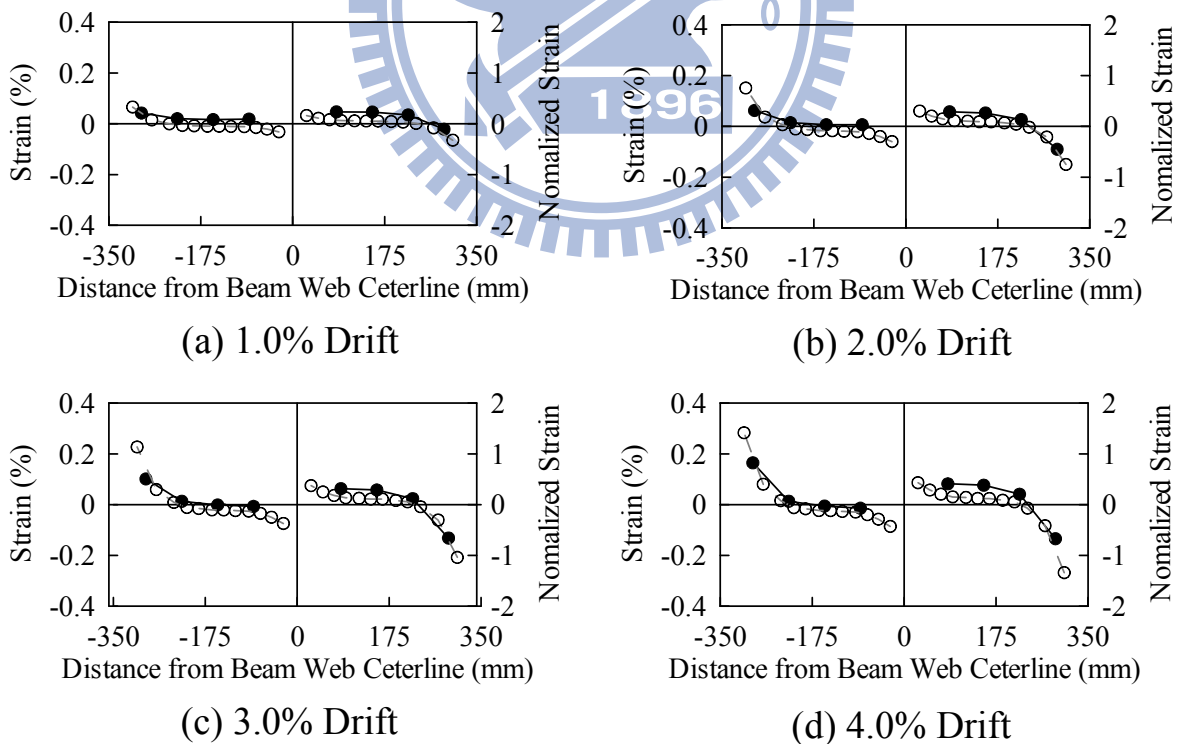 0.4
0.2
0
-0.2
-0.4
Strain (%)
2
1
0
-1
-2
Nomalized Strain
-350 -175 0 175 350
Distance from Beam Web Ceterline (mm)
(a) 1.0% Drift
0.4
0.2
0
-0.2
-0.4
Strain (%)
1896
2
1
0
-1
-2
Nomalized Strain
-350 -175 0 175 350
Distance from Beam Web Ceterline (mm)
(b) 2.0% Drift
0.4
0.2
0
-0.2
-0.4
Strain (%)
2
1
0
-1
-2
Nomalized Strain
-350 -175 0 175 350
Distance from Beam Web Ceterline (mm)
(c) 3.0% Drift
0.4
0.2
0
-0.2
-0.4
Strain (%)
2
1
0
-1
-2
Nomalized Strain
-350 -175 0 175 350
Distance from Beam Web Ceterline (mm)
(d) 4.0% Drift